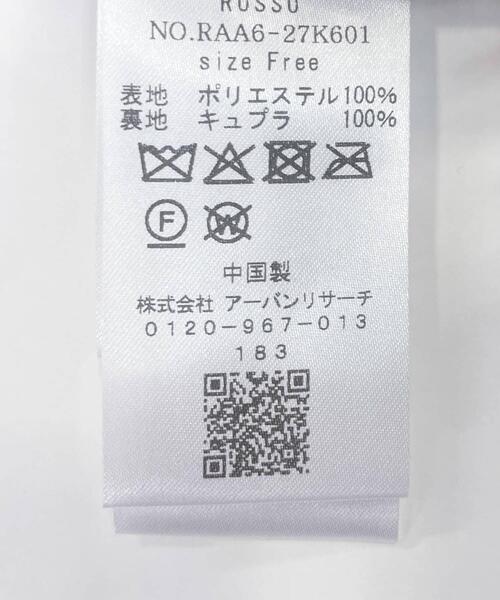 ROSSO
NO.RAA6-27K601
size Free
表地 ポリエステル100%
裏地 キュプラ 100%
F
W
中国製
株式会社 アーバンリサーチ
0120-967-013
183